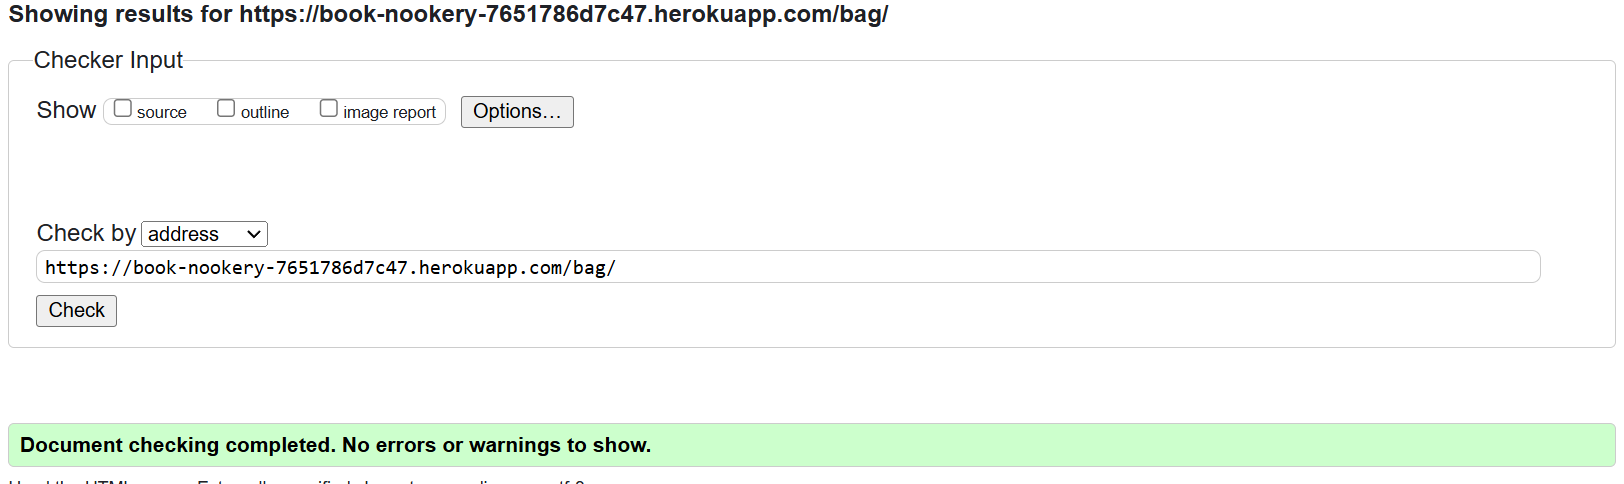 Showing results for https://book-nookery-7651786d7c47.herokuapp.com/bag/
Checker Input
Show source outline image report Options...
Check by address
https://book-nookery-7651786d7c47.herokuapp.com/bag/
Check
Document checking completed. No errors or warnings to show.